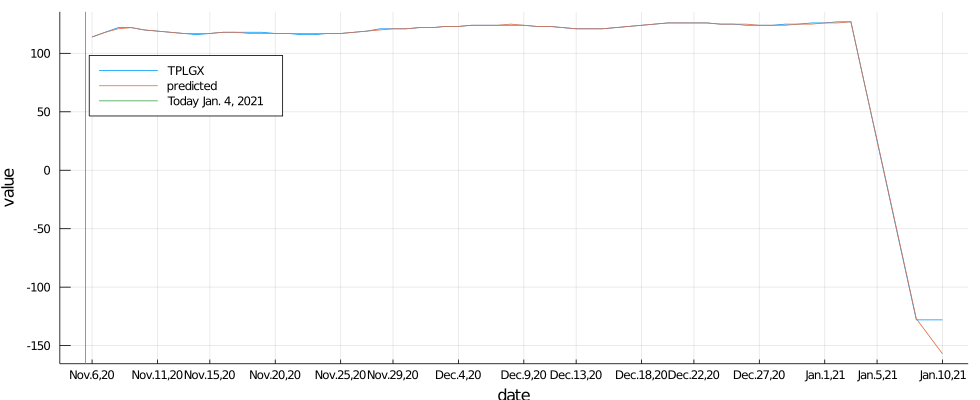 100
50
0
-50
-100
-150
value
TPLGX
predicted
Today Jan. 4, 2021
Nov.6,20 Nov.11,20 Nov.15,20 Nov.20,20 Nov.25,20 Nov.29,20 Dec.4,20 Dec.9,20 Dec.13,20 Dec.18,20 Dec.22,20 Dec.27,20 Jan.1,21 Jan.5,21 Jan.10,21
date